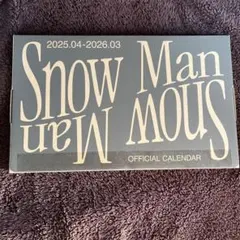 2025.04-2026.03
Snow Man
Snow Man
OFFICIAL CALENDAR